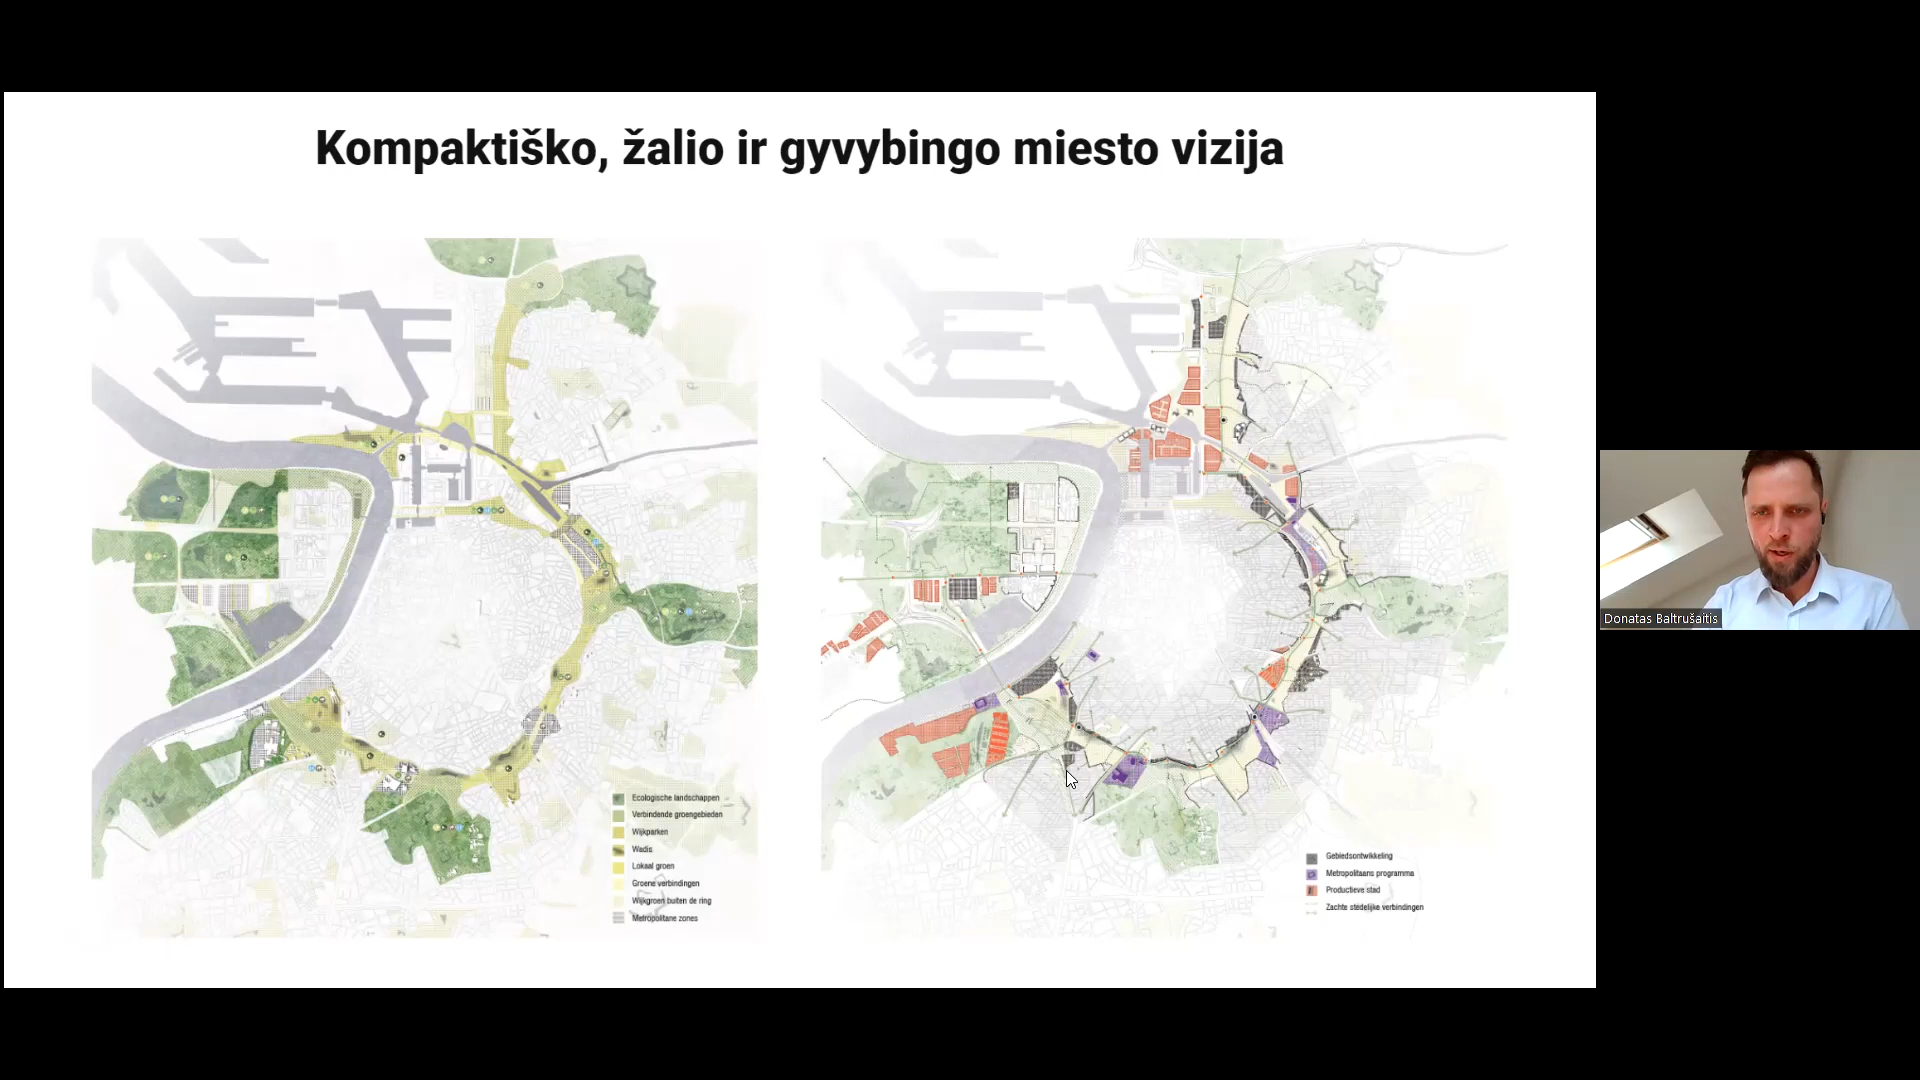 Kompaktiško, žalio ir gyvybingo miesto vizija
Ecologische landschappen
Verbindende groengebieden
Wijkparken
Wadis
Lokaal groen
Groene verbindingen
Wijkgroen buiten de ring
Metropolitane zones
Gebiedsontwikkeling
Metropolitaans programma
Productieve stad
Zachte stedelijke verbindingen
Donatas Baltrušaitis